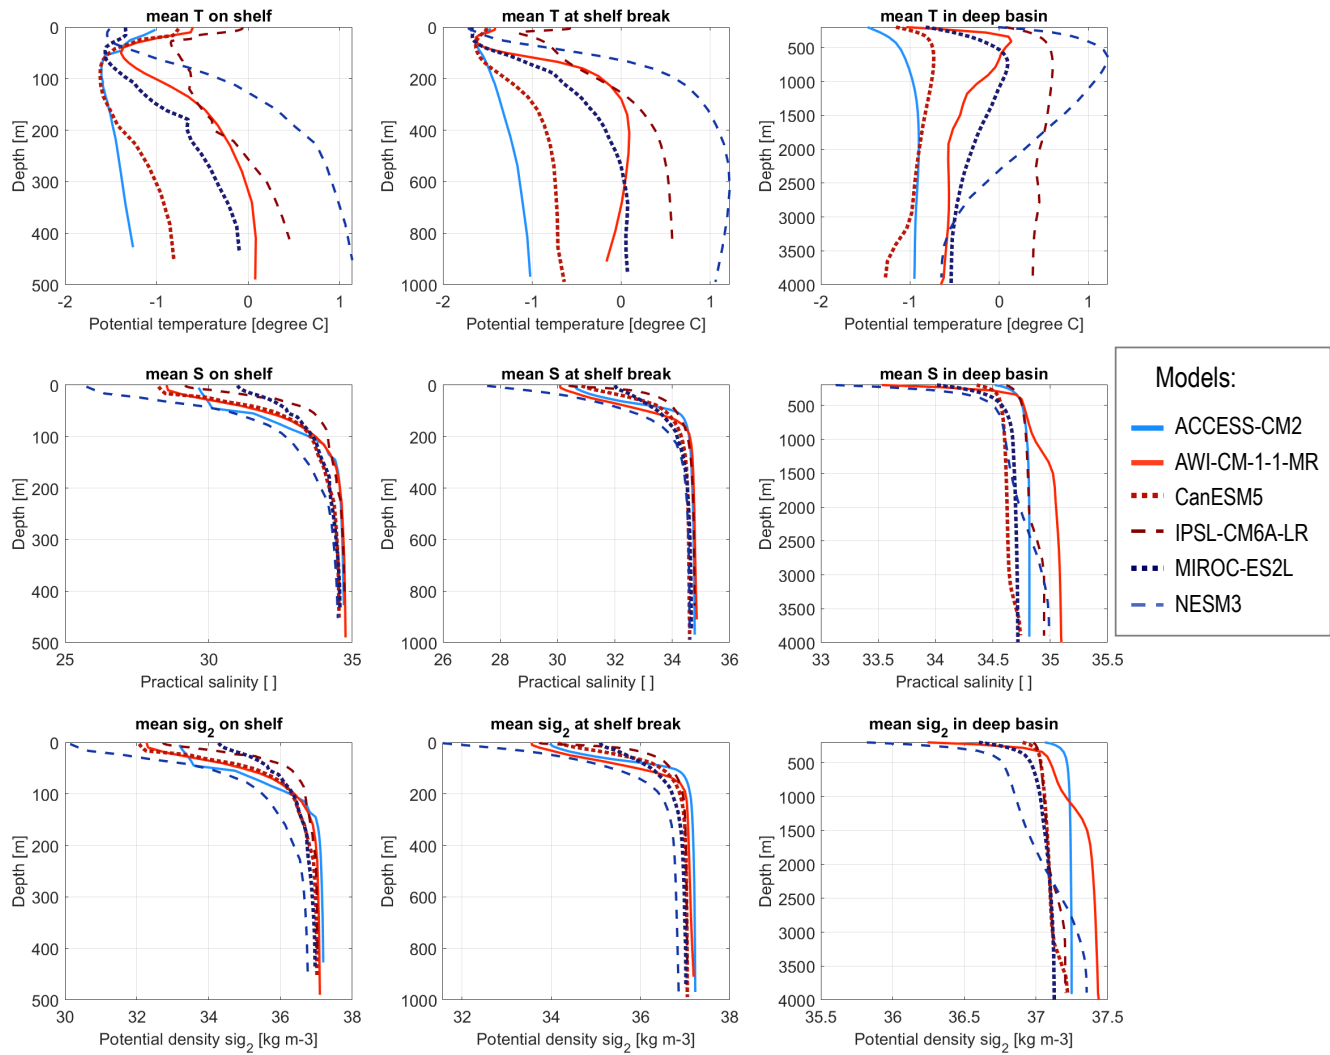 mean T on shelf
mean T at shelf break
mean T in deep basin
0
100
200
300
400
500
Depth [m]
-2
-1
0
1
Potential temperature [degree C]
0
200
400
600
800
1000
Depth [m]
-2
-1
0
1
Potential temperature [degree C]
500
1000
1500
2000
2500
3000
3500
4000
Depth [m]
-2
-1
0
1
Potential temperature [degree C]
mean S on shelf
mean S at shelf break
mean S in deep basin
0
100
200
300
400
500
Depth [m]
25
30
35
Practical salinity [ ]
0
200
400
600
800
1000
Depth [m]
26
28
30
32
34
36
Practical salinity [ ]
500
1000
1500
2000
2500
3000
3500
4000
Depth [m]
33
33.5
34
34.5
35
35.5
Practical salinity [ ]
Models:
ACCESS-CM2
AWI-CM-1-1-MR
CanESM5
IPSL-CM6A-LR
MIROC-ES2L
NESM3
mean sig2 on shelf
mean sig2 at shelf break
mean sig2 in deep basin
0
100
200
300
400
500
Depth [m]
30
32
34
36
38
Potential density sig2 [kg m-3]
0
200
400
600
800
1000
Depth [m]
32
34
36
38
Potential density sig2 [kg m-3]
500
1000
1500
2000
2500
3000
3500
4000
Depth [m]
35.5
36
36.5
37
37.5
Potential density sig2 [kg m-3]